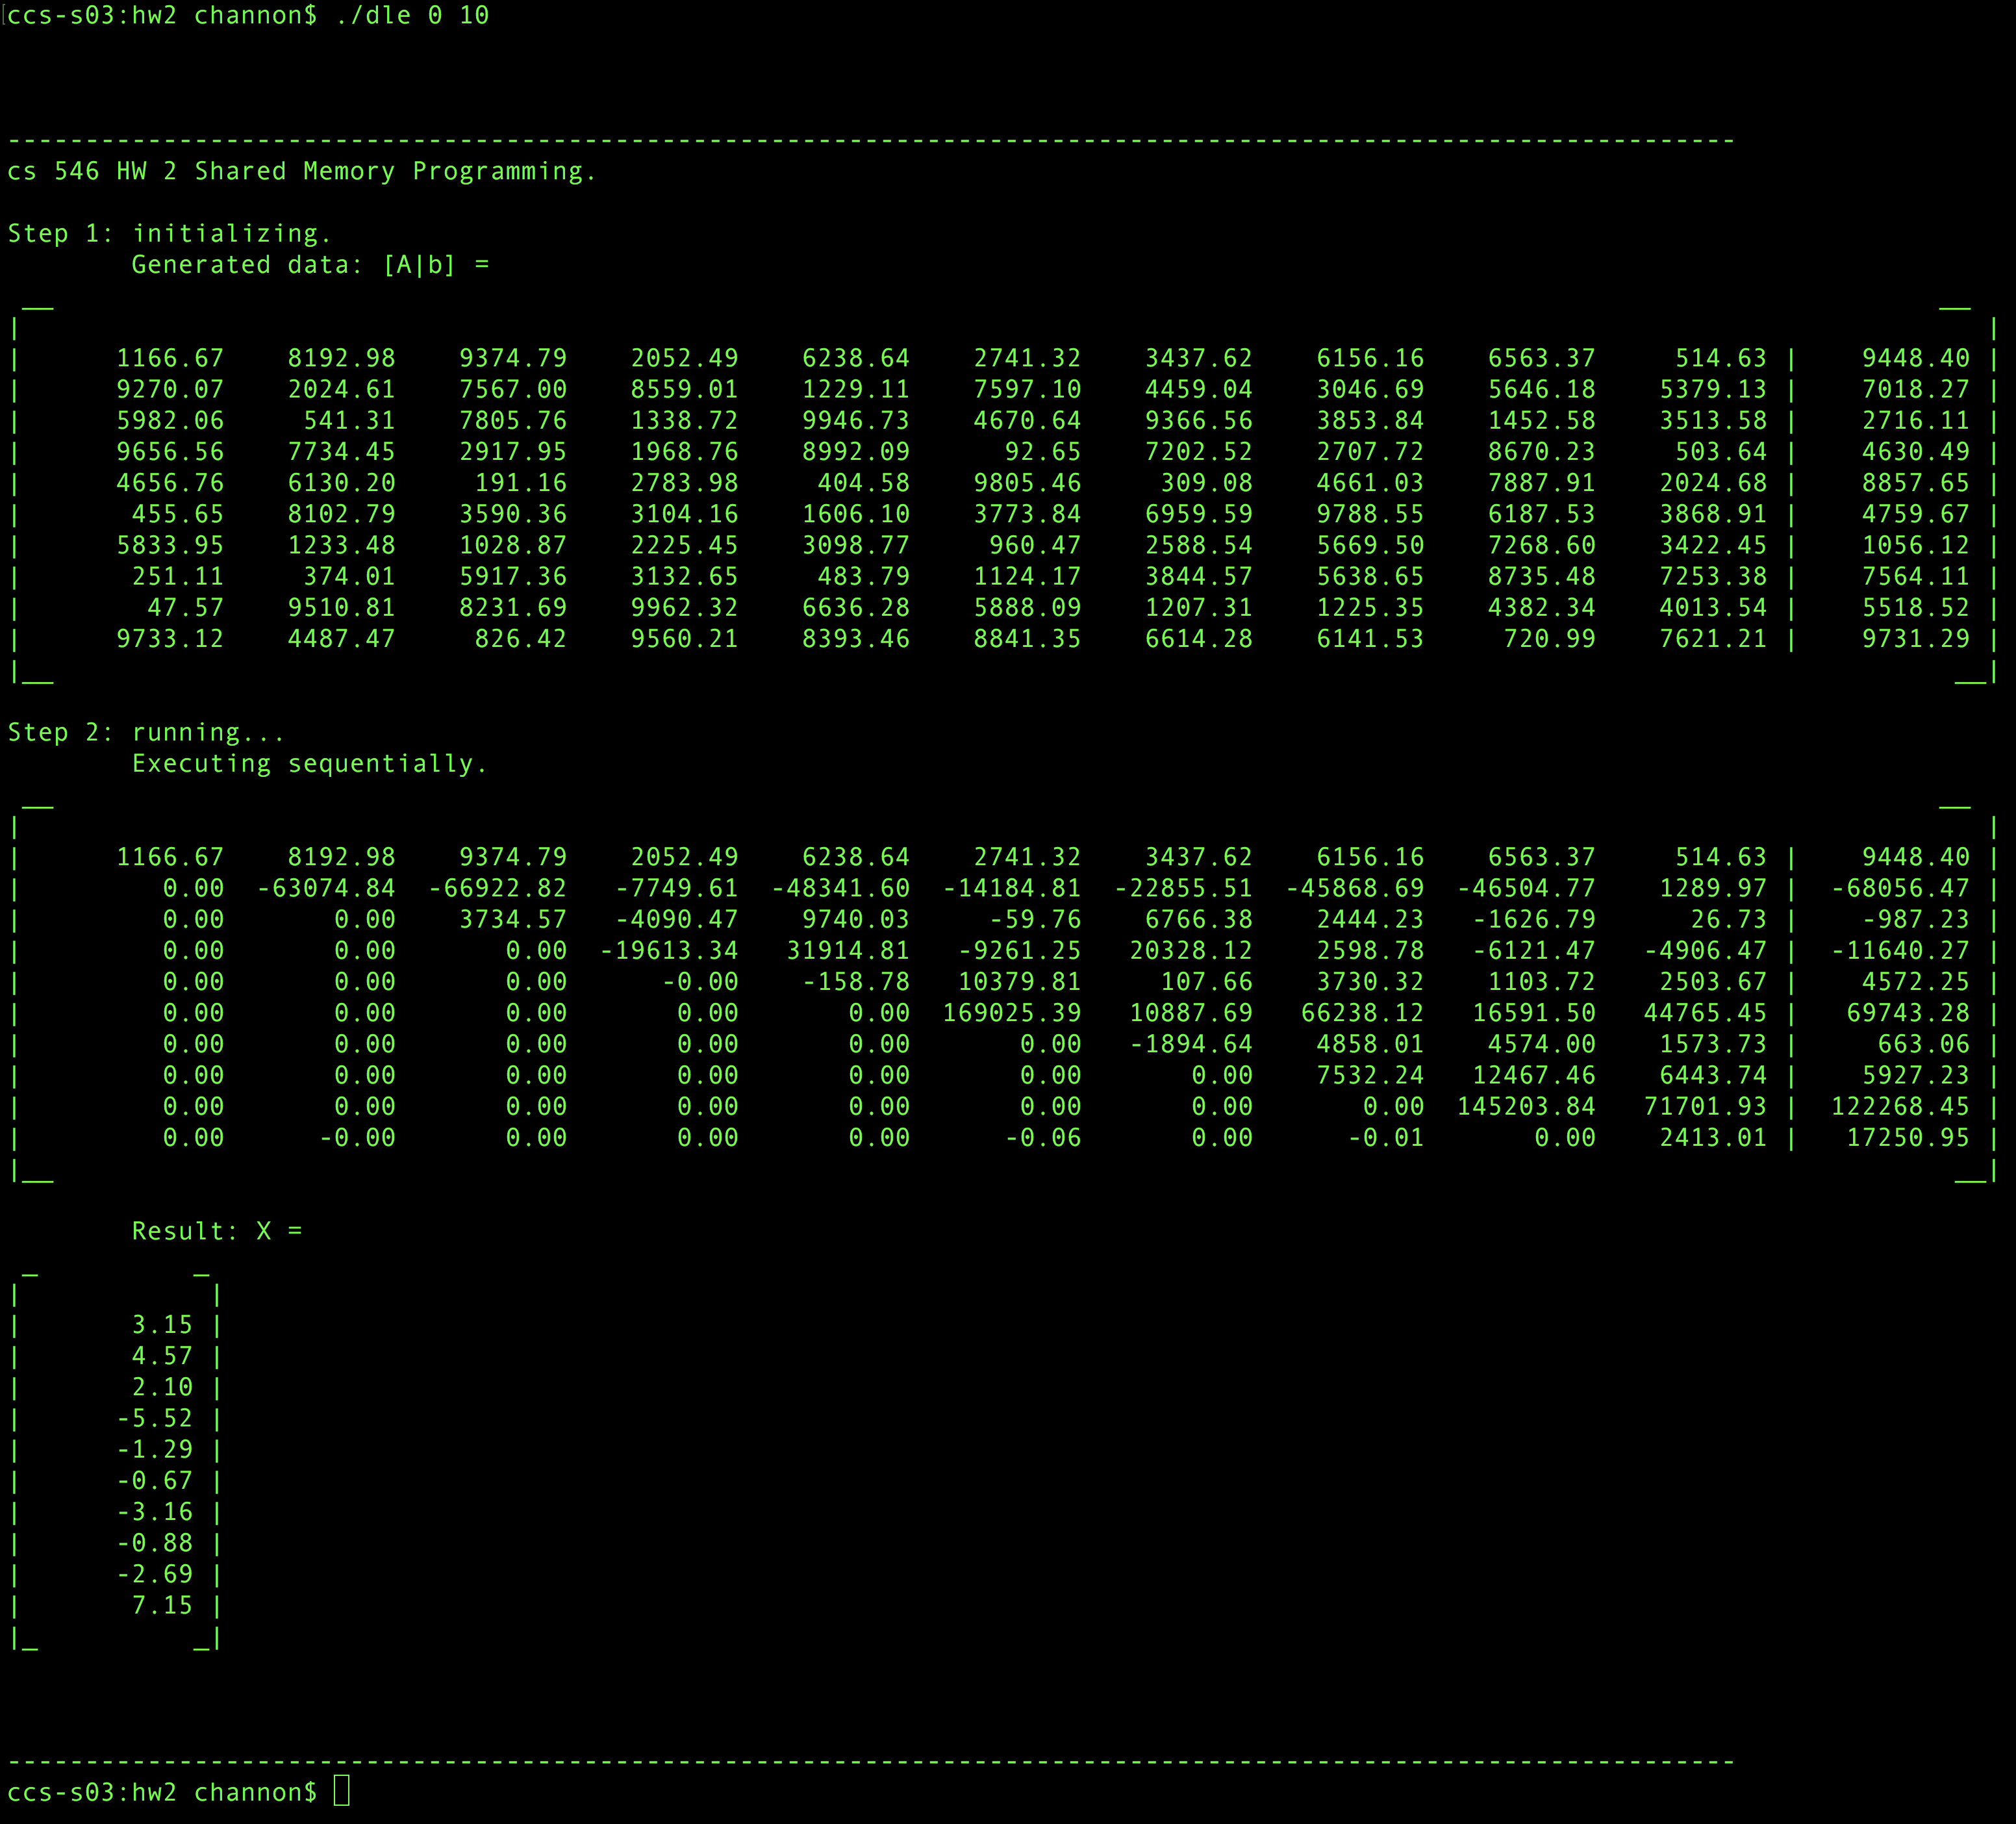 ccs-s03:hw2 channon$ ./dle 0 10
--------------------------------------------------------------------------------------------------------------
cs 546 HW 2 Shared Memory Programming.
Step 1: initializing.
        Generated data: [A|b] =
 __                                                                                                                         __
|                                                                                                                              |
|      1166.67    8192.98    9374.79    2052.49    6238.64    2741.32    3437.62    6156.16    6563.37     514.63 |    9448.40 |
|      9270.07    2024.61    7567.00    8559.01    1229.11    7597.10    4459.04    3046.69    5646.18    5379.13 |    7018.27 |
|      5982.06     541.31    7805.76    1338.72    9946.73    4670.64    9366.56    3853.84    1452.58    3513.58 |    2716.11 |
|      9656.56    7734.45    2917.95    1968.76    8992.09      92.65    7202.52    2707.72    8670.23     503.64 |    4630.49 |
|      4656.76    6130.20     191.16    2783.98     404.58    9805.46     309.08    4661.03    7887.91    2024.68 |    8857.65 |
|       455.65    8102.79    3590.36    3104.16    1606.10    3773.84    6959.59    9788.55    6187.53    3868.91 |    4759.67 |
|      5833.95    1233.48    1028.87    2225.45    3098.77     960.47    2588.54    5669.50    7268.60    3422.45 |    1056.12 |
|       251.11     374.01    5917.36    3132.65     483.79    1124.17    3844.57    5638.65    8735.48    7253.38 |    7564.11 |
|        47.57    9510.81    8231.69    9962.32    6636.28    5888.09    1207.31    1225.35    4382.34    4013.54 |    5518.52 |
|      9733.12    4487.47     826.42    9560.21    8393.46    8841.35    6614.28    6141.53     720.99    7621.21 |    9731.29 |
|__                                                                                                                          __|
Step 2: running...
        Executing sequentially.
 __                                                                                                                         __
|                                                                                                                              |
|      1166.67    8192.98    9374.79    2052.49    6238.64    2741.32    3437.62    6156.16    6563.37     514.63 |    9448.40 |
|         0.00  -63074.84  -66922.82   -7749.61  -48341.60  -14184.81  -22855.51  -45868.69  -46504.77    1289.97 |  -68056.47 |
|         0.00       0.00    3734.57   -4090.47    9740.03     -59.76    6766.38    2444.23   -1626.79      26.73 |    -987.23 |
|         0.00       0.00       0.00  -19613.34   31914.81   -9261.25   20328.12    2598.78   -6121.47   -4906.47 |  -11640.27 |
|         0.00       0.00       0.00      -0.00    -158.78   10379.81     107.66    3730.32    1103.72    2503.67 |    4572.25 |
|         0.00       0.00       0.00       0.00       0.00  169025.39   10887.69   66238.12   16591.50   44765.45 |   69743.28 |
|         0.00       0.00       0.00       0.00       0.00       0.00   -1894.64    4858.01    4574.00    1573.73 |     663.06 |
|         0.00       0.00       0.00       0.00       0.00       0.00       0.00    7532.24   12467.46    6443.74 |    5927.23 |
|         0.00       0.00       0.00       0.00       0.00       0.00       0.00       0.00  145203.84   71701.93 |  122268.45 |
|         0.00      -0.00       0.00       0.00       0.00      -0.06       0.00      -0.01       0.00    2413.01 |   17250.95 |
|__                                                                                                                          __|
        Result: X =
 _          _
|            |
|       3.15 |
|       4.57 |
|       2.10 |
|      -5.52 |
|      -1.29 |
|      -0.67 |
|      -3.16 |
|      -0.88 |
|      -2.69 |
|       7.15 |
|_          _|
--------------------------------------------------------------------------------------------------------------
ccs-s03:hw2 channon$